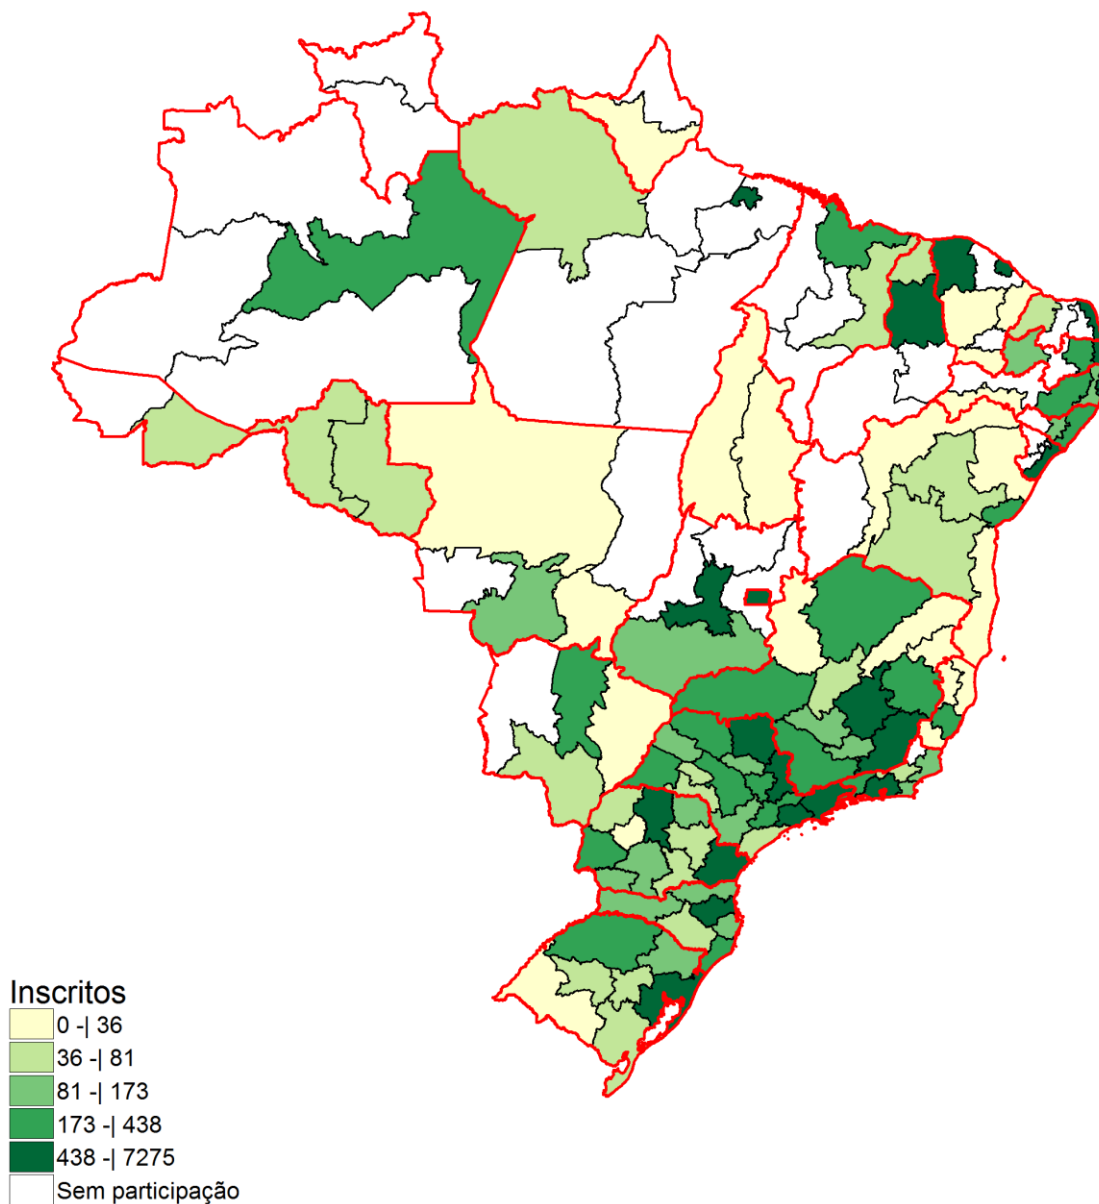 Inscritos
0 -| 36
36 -| 81
81 -| 173
173 -| 438
438 -| 7275
Sem participação